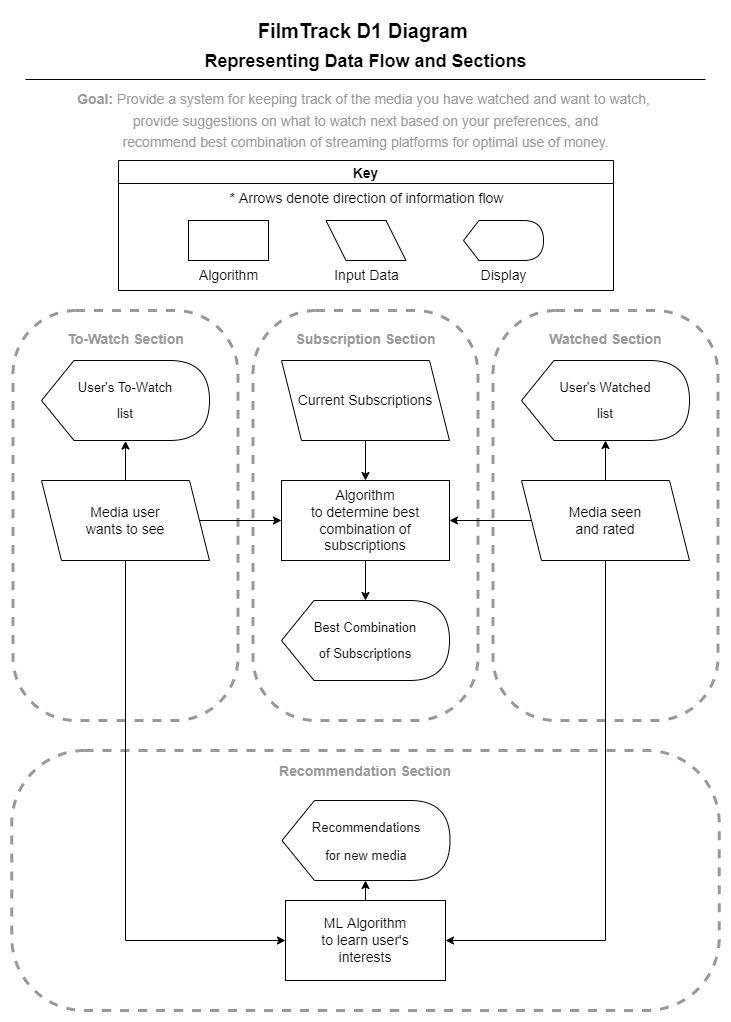 FilmTrack D1 Diagram
Representing Data Flow and Sections
Goal: Provide a system for keeping track of the media you have watched and want to watch,
provide suggestions on what to watch next based on your preferences, and
recommend best combination of streaming platforms for optimal use of money.
Key
* Arrows denote direction of information flow
Algorithm
Input Data
Display
To-Watch Section
User's To-Watch
list
Media user
wants to see
Subscription Section
Current Subscriptions
Algorithm
to determine best
combination of
subscriptions
Best Combination
of Subscriptions
Watched Section
User's Watched
list
Media seen
and rated
Recommendation Section
Recommendations
for new media
ML Algorithm
to learn user's
interests